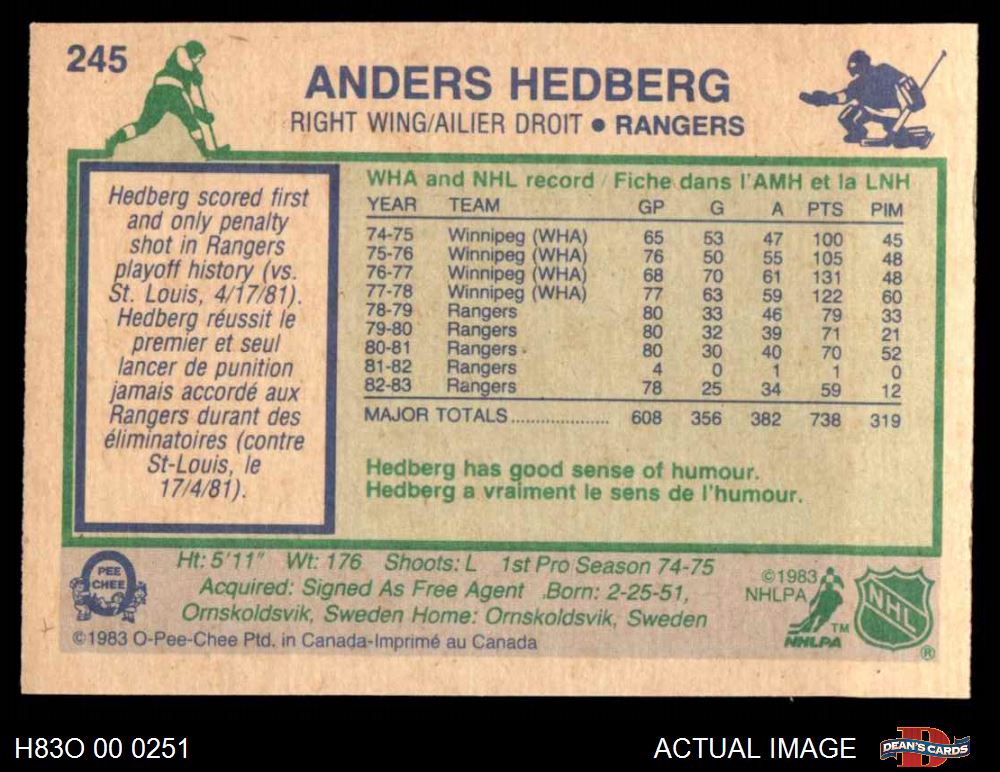 245
ANDERS HEDBERG
RIGHT WING/AILIER DROIT ● RANGERS
Hedberg scored first
and only penalty
shot in Rangers
playoff history (vs.
St. Louis, 4/17/81).
Hedberg réussit le
premier et seul
lancer de punition
jamais accordé aux
Rangers durant des
éliminatoires (contre
St-Louis, le
17/4/81).
WHA and NHL record / Fiche dans l'AMH et la LNH
YEAR TEAM GP G A PTS PIM
74-75 Winnipeg (WHA) 65 53 47 100 45
75-76 Winnipeg (WHA) 76 50 55 105 48
76-77 Winnipeg (WHA) 68 70 61 131 48
77-78 Winnipeg (WHA) 77 63 59 122 60
78-79 Rangers 80 33 46 79 33
79-80 Rangers 80 32 39 71 21
80-81 Rangers 80 30 40 70 52
81-82 Rangers 4 0 1 1 0
82-83 Rangers 78 25 34 59 12
MAJOR TOTALS.................... 608 356 382 738 319
Hedberg has good sense of humour.
Hedberg a vraiment le sens de l'humour.
PEE
CHEE
Ht: 5'11" Wt: 176 Shoots: L 1st Pro Season 74-75
Acquired: Signed As Free Agent Born: 2-25-51,
Ornskoldsvik, Sweden Home: Ornskoldsvik, Sweden
©1983 O-Pee-Chee Ptd. in Canada-Imprimé au Canada
©1983
NHLPA
TM
NHLPA
NHL
®
H83O 00 0251
ACTUAL IMAGE
D
DEAN'S CARDS